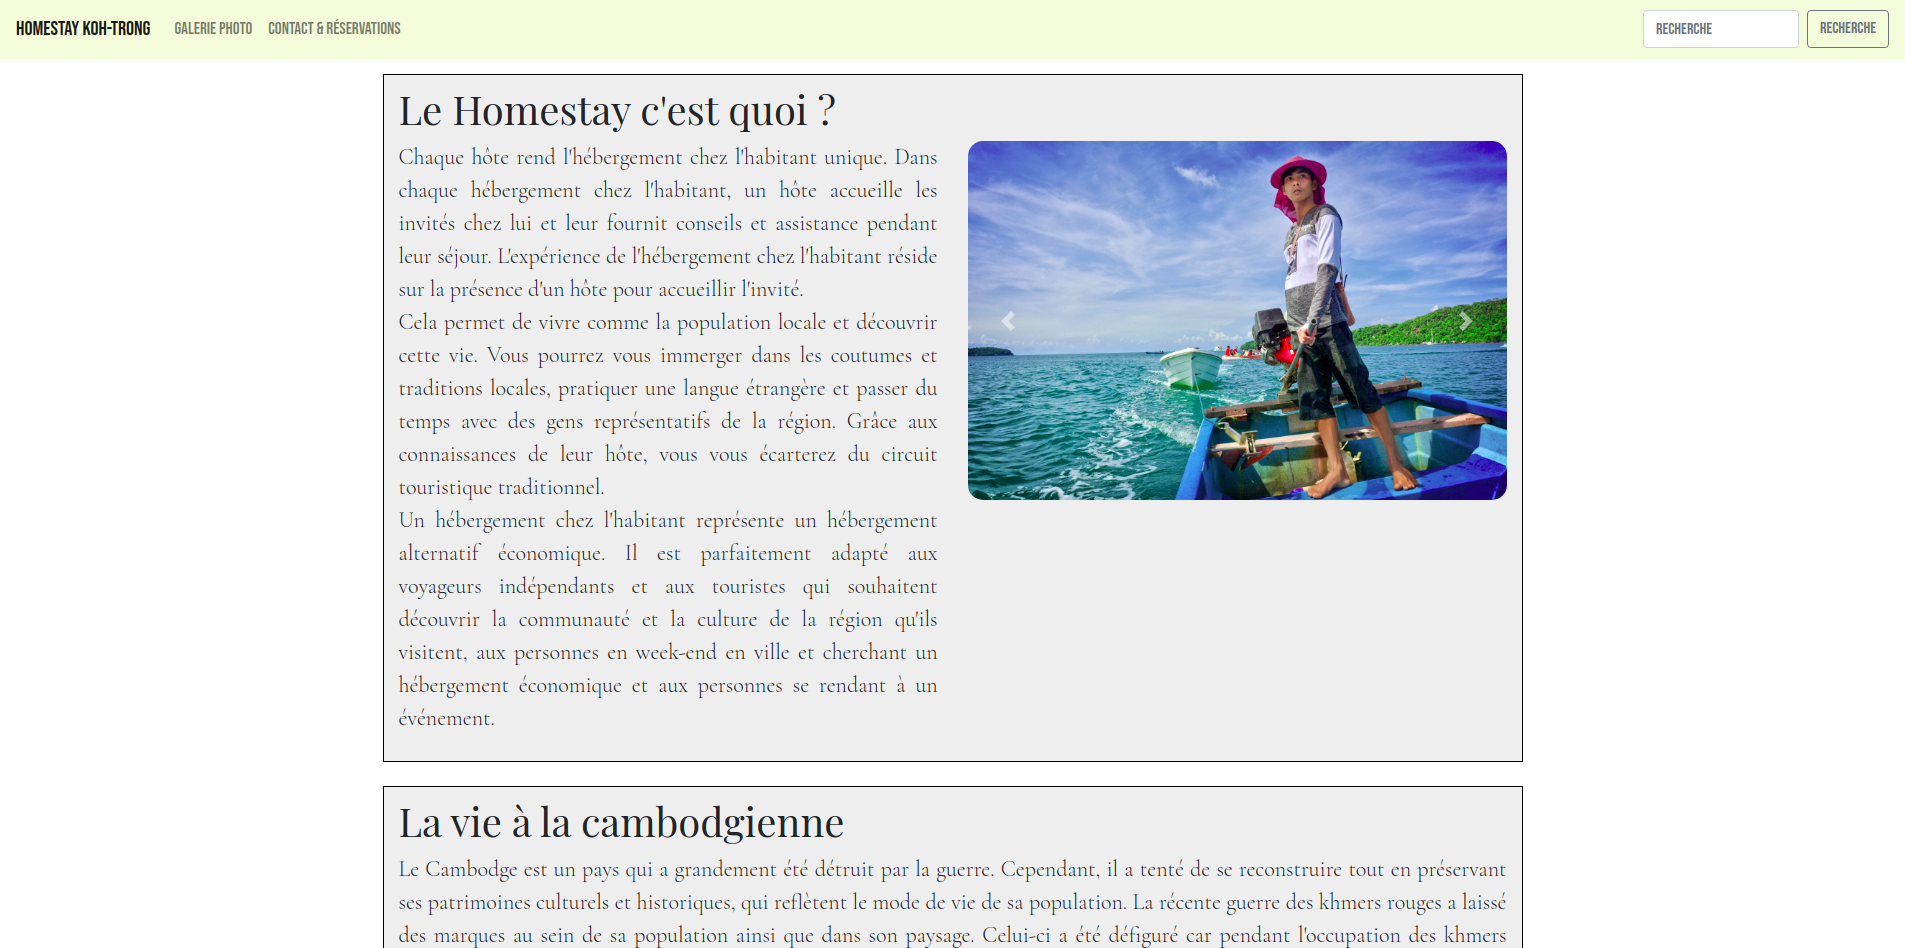 HOMESTAY KOH-TRONG GALERIE PHOTO CONTACT & RÉSERVATIONS RECHERCHE RECHERCHE
Le Homestay c'est quoi ?
Chaque hôte rend l'hébergement chez l'habitant unique. Dans
chaque hébergement chez l'habitant, un hôte accueille les
invités chez lui et leur fournit conseils et assistance pendant
leur séjour. L'expérience de l'hébergement chez l'habitant réside
sur la présence d'un hôte pour accueillir l'invité.
Cela permet de vivre comme la population locale et découvrir
cette vie. Vous pourrez vous immerger dans les coutumes et
traditions locales, pratiquer une langue étrangère et passer du
temps avec des gens représentatifs de la région. Grâce aux
connaissances de leur hôte, vous vous écarterez du circuit
touristique traditionnel.
Un hébergement chez l'habitant représente un hébergement
alternatif économique. Il est parfaitement adapté aux
voyageurs indépendants et aux touristes qui souhaitent
découvrir la communauté et la culture de la région qu'ils
visitent, aux personnes en week-end en ville et cherchant un
hébergement économique et aux personnes se rendant à un
événement.
La vie à la cambodgienne
Le Cambodge est un pays qui a grandement été détruit par la guerre. Cependant, il a tenté de se reconstruire tout en préservant
ses patrimoines culturels et historiques, qui reflètent le mode de vie de sa population. La récente guerre des khmers rouges a laissé
des marques au sein de sa population ainsi que dans son paysage. Celui-ci a été défiguré car pendant l'occupation des khmers